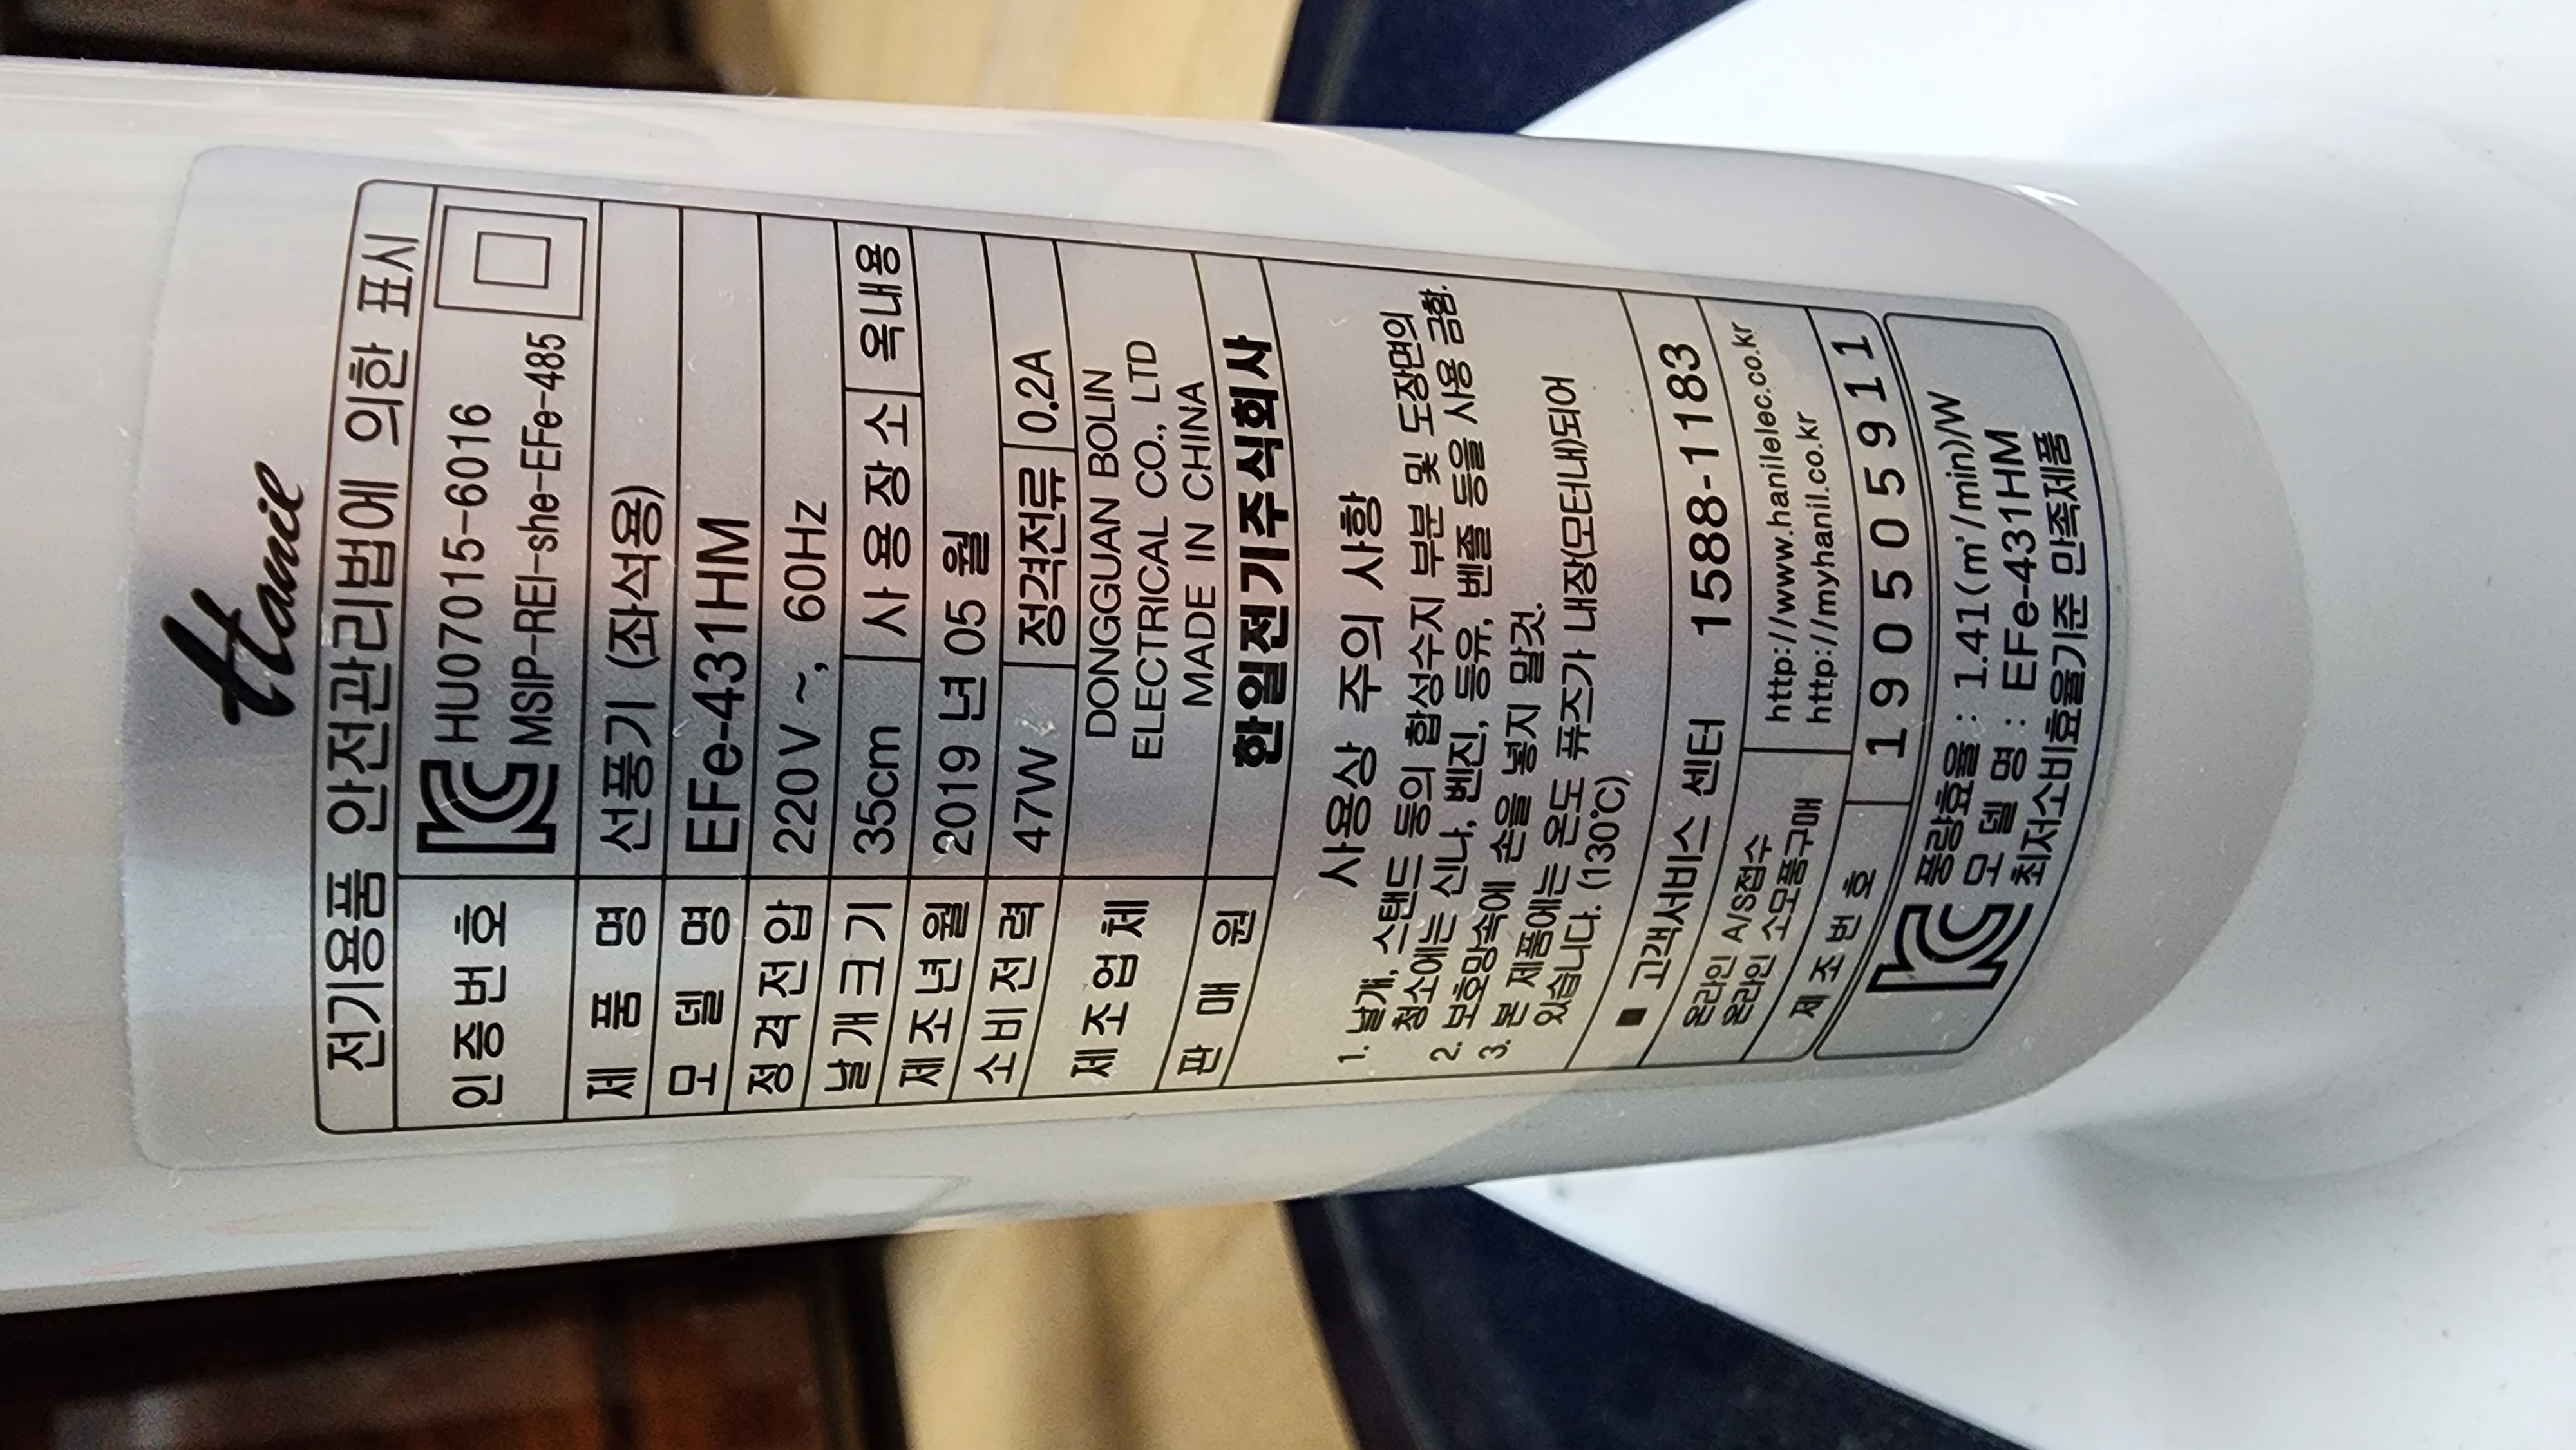 Hanil
전기용품 안전관리법에 의한 표시
인증번호 HU07015-6016
MSIP-REI-she-EFe-485
제 품 명 선풍기 (좌석용)
모 델 명 EFe-431HM
정격전압 220V ~, 60Hz
날개크기 35cm 사용장소 옥내용
제조년월 2019 년 05 월
소비전력 47W 정격전류 0.2A
제조업체 DONGGUAN BOLIN
ELECTRICAL CO., LTD
MADE IN CHINA
판 매 원 한일전기주식회사
사용상 주의 사항
1. 날개, 스탠드 등의 합성수지 부분 및 도장면의
청소에는 신나, 벤진, 등유, 벤졸 등을 사용 금함.
2. 보호망속에 손을 넣지 말것.
3. 본 제품에는 온도 퓨즈가 내장(모터내)되어
있습니다. (130℃)
■ 고객서비스 센터 1588-1183
온라인 A/S접수 http://www.hanilelec.co.kr
온라인 소모품구매 http://myhanil.co.kr
제 조 번 호 190505911
풍량효율 : 1.41(m³/min)/W
모 델 명 : EFe-431HM
최저소비효율기준 만족제품